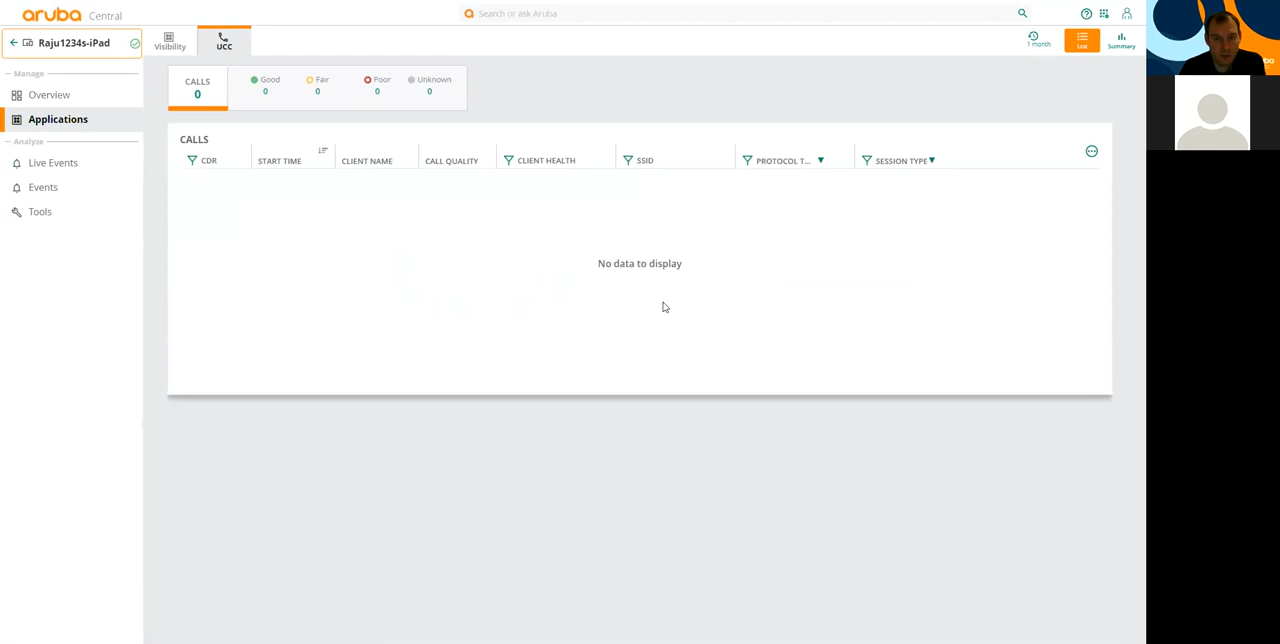 aruba Central
Search or ask Aruba
Raju1234s-iPad
Visibility
UCC
1 month
List
Summary
Manage
Overview
Applications
Analyze
Live Events
Events
Tools
CALLS
0
Good
0
Fair
0
Poor
0
Unknown
0
CALLS
CDR
START TIME
CLIENT NAME
CALL QUALITY
CLIENT HEALTH
SSID
PROTOCOL T...
SESSION TYPE
No data to display